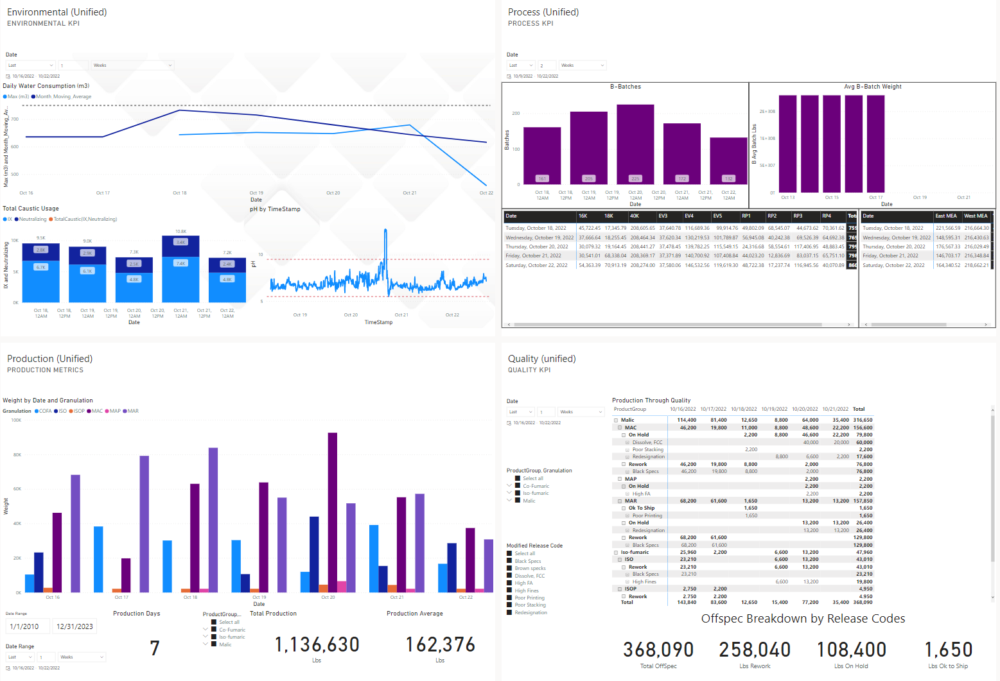 Environmental (Unified)
ENVIRONMENTAL KPI
Date
Last 1 Weeks
10/16/2022 - 10/22/2022
Daily Water Consumption (m3)
Max (m3) Month_Moving_Average
Max (m3) and Month_Moving_Av...
700
600
500
Oct 16 Oct 17 Oct 18 Oct 19 Oct 20 Oct 21 Oct 22
Date
Total Caustic Usage
IX Neutralizing TotalCaustic(IX,Neutralizing)
IX and Neutralizing
10K
5K
0K
9.5K 9.0K 7.3K 10.8K 7.2K
2.8K 2.9K 2.5K 3.4K 2.4K
6.7K 6.1K 4.8K 7.4K 4.8K
Oct 18, 12AM Oct 18, 12PM Oct 19, 12AM Oct 19, 12PM Oct 20, 12AM Oct 20, 12PM Oct 21, 12AM Oct 21, 12PM Oct 22, 12AM
Date
pH by TimeStamp
pH
10
5
Oct 19 Oct 20 Oct 21 Oct 22
TimeStamp
Process (Unified)
PROCESS KPI
Date
Last 2 Weeks
10/9/2022 - 10/22/2022
B-Batches
Batches
200
100
0
161 205 225 172 132
Oct 18, 12AM Oct 18, 12PM Oct 19, 12AM Oct 19, 12PM Oct 20, 12AM Oct 20, 12PM Oct 21, 12AM Oct 21, 12PM Oct 22, 12AM
Date
Avg B-Batch Weight
B Avg Batch Lbs
2E+308
1E+308
5E+307
0T
Oct 13 Oct 15 Oct 17 Oct 19 Oct 21
Date
Date 16K 18K 40K EV3 EV4 EV5 RP1 RP2 RP3 RP4 Tota
Tuesday, October 18, 2022 45,722.45 17,345.79 208,605.65 37,640.78 116,689.36 99,914.76 49,802.09 68,545.07 44,673.62 70,361.62 759
Wednesday, October 19, 2022 37,666.64 18,255.45 208,464.34 37,620.34 130,219.53 101,789.87 56,945.08 40,242.38 69,526.39 64,692.38 765
Thursday, October 20, 2022 30,079.32 19,164.45 208,441.27 37,478.45 139,782.25 115,549.15 24,316.68 58,554.61 117,406.95 48,883.45 799
Friday, October 21, 2022 30,541.01 68,338.04 208,369.17 37,371.89 140,700.92 107,408.84 44,023.20 12,836.69 83,037.15 65,751.10 798
Saturday, October 22, 2022 54,363.39 70,913.19 208,274.00 37,580.06 146,532.56 119,619.30 48,722.38 17,237.74 116,945.56 40,070.89 860
Date East MEA West MEA
Tuesday, October 18, 2022 221,566.59 216,664.30
Wednesday, October 19, 2022 148,595.31 216,430.63
Thursday, October 20, 2022 176,567.33 216,029.49
Friday, October 21, 2022 146,703.17 216,348.84
Saturday, October 22, 2022 164,340.52 218,662.21
Production (Unified)
PRODUCTION METRICS
Weight by Date and Granulation
Granulation COFA ISO ISOP MAC MAP MAR
Weight
100K
80K
60K
40K
20K
0K
Oct 16 Oct 17 Oct 18 Oct 19 Oct 20 Oct 21 Oct 22
Date
Date Range
1/1/2010 12/31/2023
Date Range
Last 1 Weeks
10/16/2022 - 10/22/2022
Production Days
7
ProductGroup,...
Select all
Co-Fumaric
Iso-fumaric
Malic
Total Production
1,136,630
Lbs
Production Average
162,376
Lbs
Quality (unified)
QUALITY KPI
Date
Last 1 Weeks
10/16/2022 - 10/22/2022
ProductGroup, Granulation
Select all
Co-Fumaric
Iso-fumaric
Malic
Modified Release Code
Select all
Black Specs
Brown specks
Dissolve, FCC
High FA
High Fines
Poor Printing
Poor Stacking
Redesignation
Production Through Quality
ProductGroup 10/16/2022 10/17/2022 10/18/2022 10/19/2022 10/20/2022 10/21/2022 Total
Malic 114,400 81,400 12,650 8,800 64,000 35,400 316,650
MAC 46,200 19,800 11,000 8,800 48,600 22,200 156,600
On Hold 2,200 8,800 46,600 22,200 79,800
Dissolve, FCC 40,000 20,000 60,000
Poor Stacking 2,200 2,200
Redesignation 8,800 6,600 2,200 17,600
Rework 46,200 19,800 8,800 2,000 76,800
Black Specs 46,200 19,800 8,800 2,000 76,800
MAP 2,200 2,200
On Hold 2,200 2,200
High FA 2,200 2,200
MAR 68,200 61,600 1,650 13,200 13,200 157,850
Ok To Ship 1,650 1,650
Poor Printing 1,650 1,650
On Hold 13,200 13,200 26,400
Redesignation 13,200 13,200 26,400
Rework 68,200 61,600 129,800
Black Specs 68,200 61,600 129,800
Iso-fumaric 25,960 2,200 6,600 13,200 47,960
ISO 23,210 6,600 13,200 43,010
Rework 23,210 6,600 13,200 43,010
Black Specs 23,210 23,210
High Fines 6,600 13,200 19,800
ISOP 2,750 2,200 4,950
Rework 2,750 2,200 4,950
Total 143,840 83,600 12,650 15,400 77,200 35,400 368,090
Offspec Breakdown by Release Codes
368,090 258,040 108,400 1,650
Total OffSpec Lbs Rework Lbs On Hold Lbs Ok to Ship